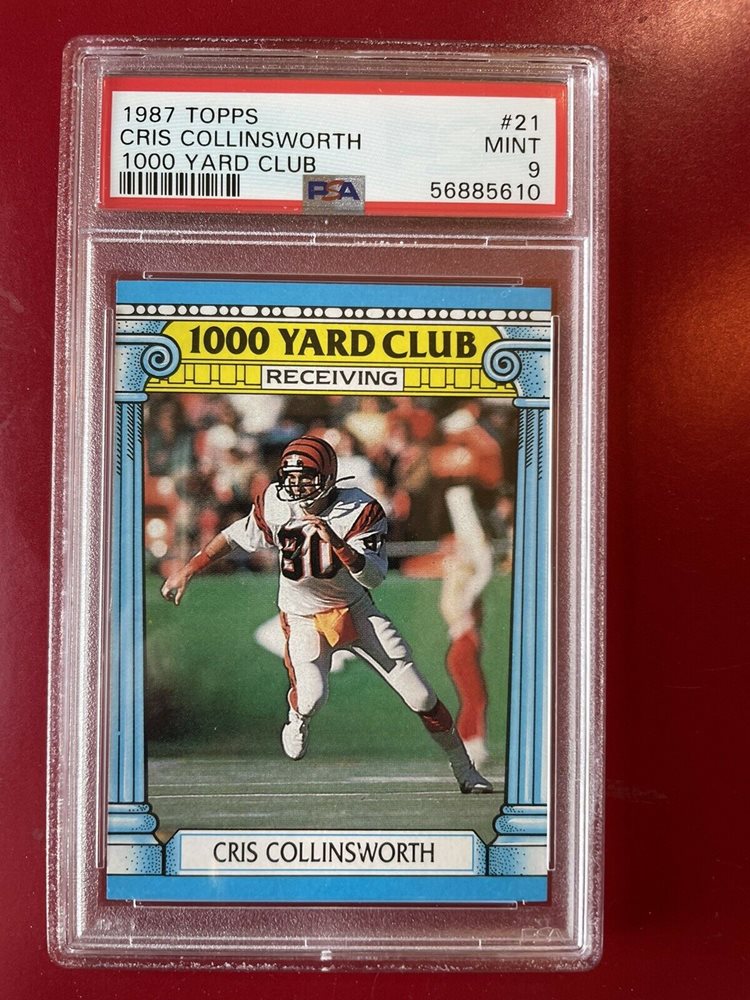 1987 TOPPS #21
CRIS COLLINSWORTH MINT
1000 YARD CLUB 9
PSA 56885610
1000 YARD CLUB
RECEIVING
80
CRIS COLLINSWORTH
PSA